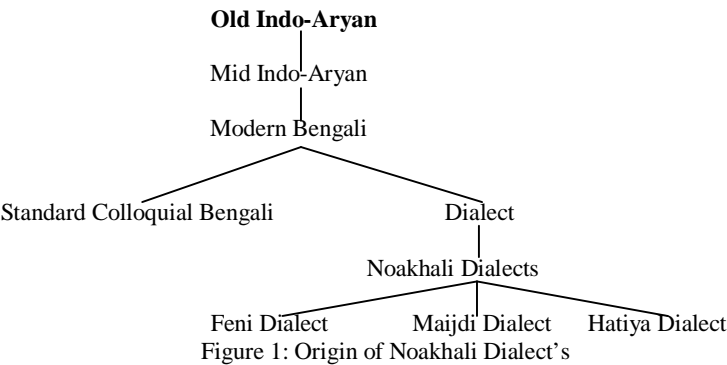 Old Indo-Aryan
Mid Indo-Aryan
Modern Bengali
Standard Colloquial Bengali Dialect
Noakhali Dialects
Feni Dialect Maijdi Dialect Hatiya Dialect
Figure 1: Origin of Noakhali Dialect’s